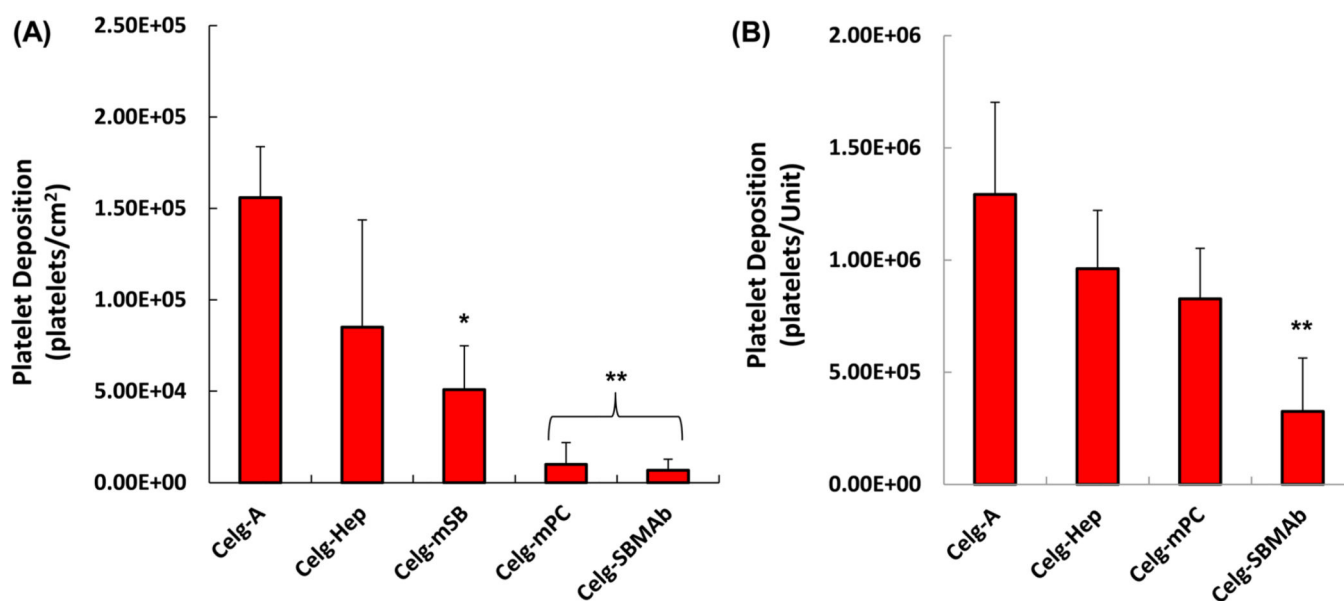 (A)
Platelet Deposition
(platelets/cm²)
2.50E+05
2.00E+05
1.50E+05
1.00E+05
5.00E+04
0.00E+00
*
**
Celg-A
Celg-Hep
Celg-mSB
Celg-mPC
Celg-SBMAb
(B)
Platelet Deposition
(platelets/Unit)
2.00E+06
1.50E+06
1.00E+06
5.00E+05
0.00E+00
**
Celg-A
Celg-Hep
Celg-mPC
Celg-SBMAb